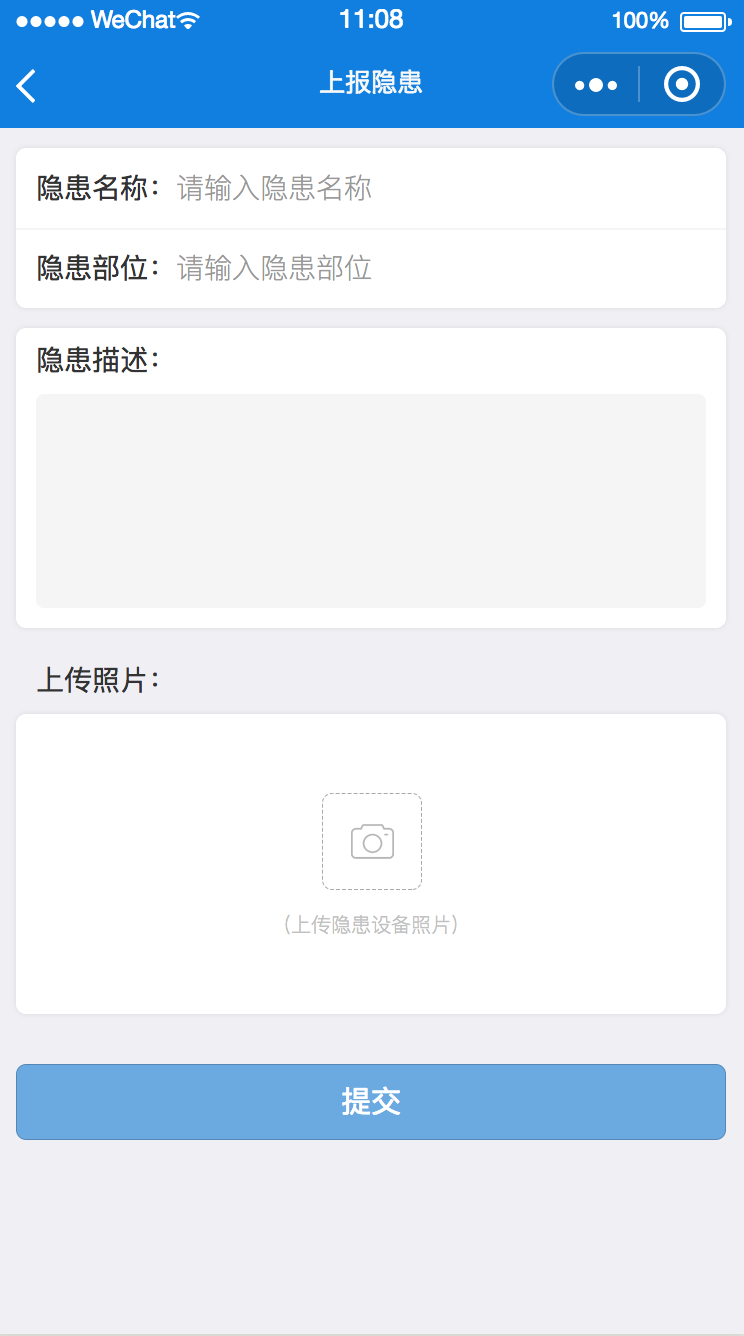 WeChat 11:08 100%
上报隐患
隐患名称：请输入隐患名称
隐患部位：请输入隐患部位
隐患描述：
上传照片：
（上传隐患设备照片）
提交